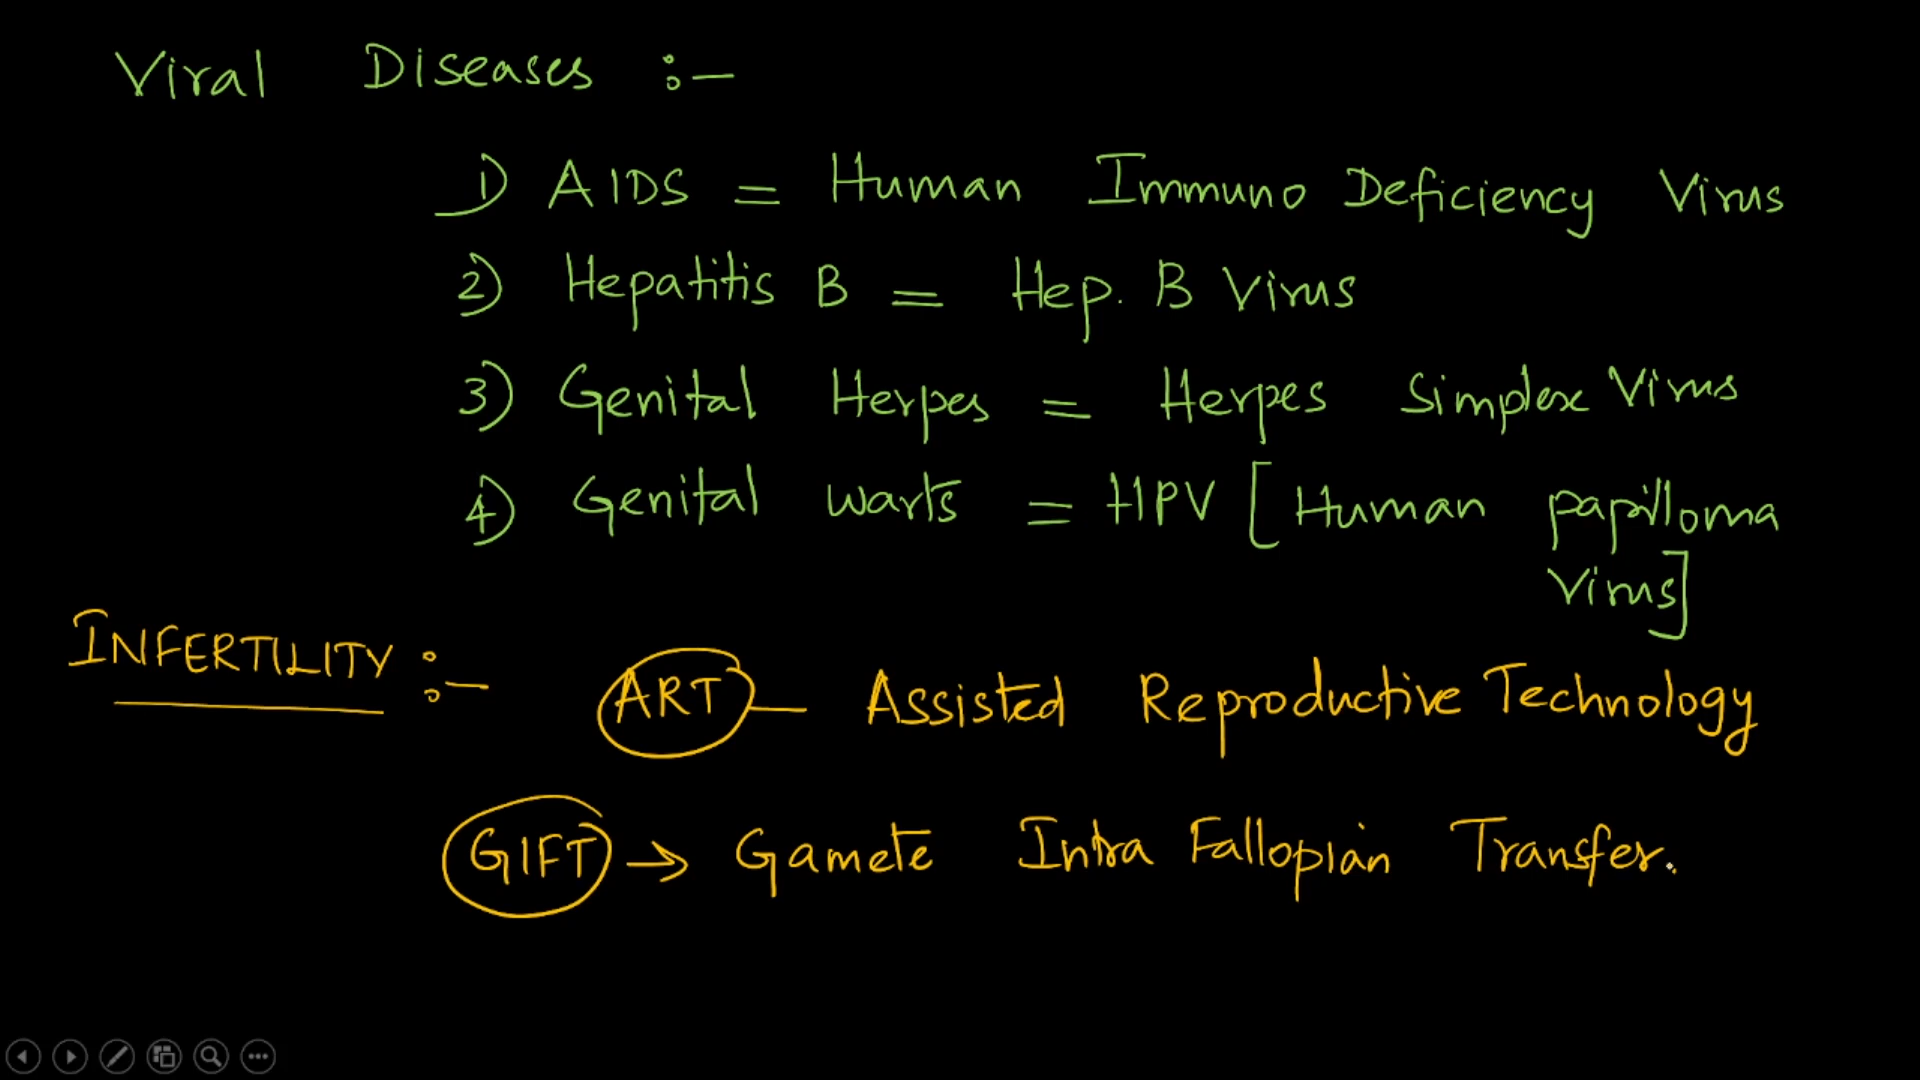 Viral Diseases :-
1) AIDS = Human Immuno Deficiency Virus
2) Hepatitis B = Hep. B Virus
3) Genital Herpes = Herpes Simplex Virus
4) Genital warts = HPV [Human papilloma
Virus]
INFERTILITY :-
ART - Assisted Reproductive Technology
GIFT → Gamete Intra Fallopian Transfer.